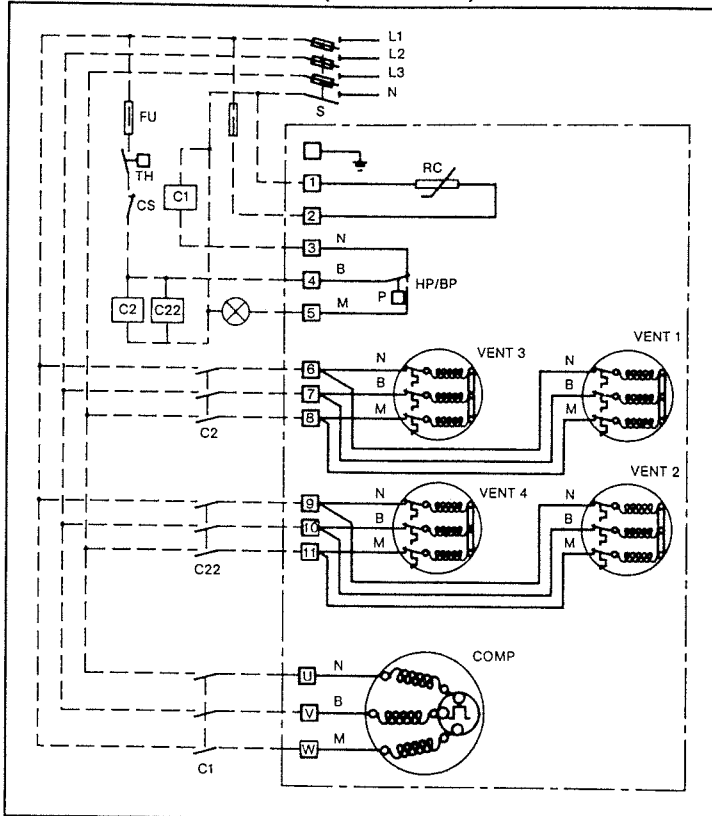 L1
L2
L3
N
S
FU
TH
C1
CS
RC
1
2
3 N
4 B
HP/BP
P
5 M
C2 C22
VENT 1
VENT 3
6 N N
7 B B
8 M M
C2
VENT 2
VENT 4
9 N N
10 B B
11 M M
C22
COMP
U N
V B
W M
C1